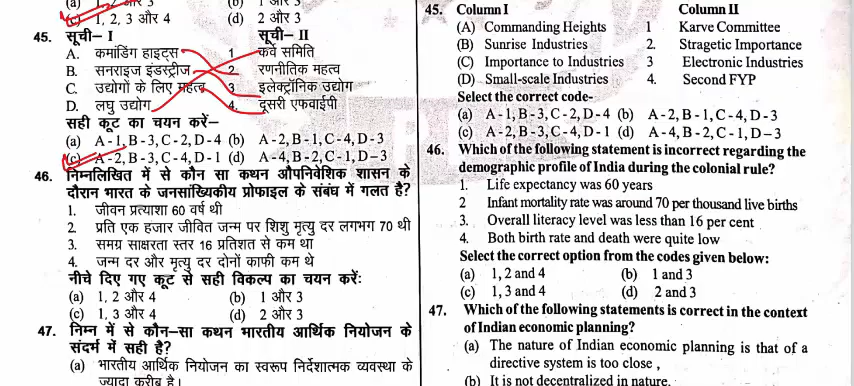 (c) 1, 2, 3 और 4 (d) 2 और 3
45. सूची– I सूची– II
A. कमांडिंग हाइट्स 1 कर्वे समिति
B. सनराइज इंडस्ट्रीज 2. रणनीतिक महत्व
C. उद्योगों के लिए महत्व 3 इलेक्ट्रॉनिक उद्योग
D. लघु उद्योग 4. दूसरी एफवाईपी
सही कूट का चयन करें–
(a) A - 1, B - 3, C - 2, D - 4 (b) A - 2, B - 1, C - 4, D - 3
(c) A - 2, B - 3, C - 4, D - 1 (d) A - 4, B - 2, C - 1, D – 3
46. निम्नलिखित में से कौन सा कथन औपनिवेशिक शासन के
दौरान भारत के जनसांख्यिकीय प्रोफाइल के संबंध में गलत है?
1. जीवन प्रत्याशा 60 वर्ष थी
2. प्रति एक हजार जीवित जन्म पर शिशु मृत्यु दर लगभग 70 थी
3. समग्र साक्षरता स्तर 16 प्रतिशत से कम था
4. जन्म दर और मृत्यु दर दोनों काफी कम थे
नीचे दिए गए कूट से सही विकल्प का चयन करें:
(a) 1, 2 और 4 (b) 1 और 3
(c) 1, 3 और 4 (d) 2 और 3
47. निम्न में से कौन–सा कथन भारतीय आर्थिक नियोजन के
संदर्भ में सही है?
(a) भारतीय आर्थिक नियोजन का स्वरूप निर्देशात्मक व्यवस्था के
ज्यादा करीब है।
45. Column I Column II
(A) Commanding Heights 1 Karve Committee
(B) Sunrise Industries 2. Stragetic Importance
(C) Importance to Industries 3 Electronic Industries
(D) Small-scale Industries 4. Second FYP
Select the correct code-
(a) A - 1, B - 3, C - 2, D - 4 (b) A - 2, B - 1, C - 4, D - 3
(c) A - 2, B - 3, C - 4, D - 1 (d) A - 4, B - 2, C - 1, D – 3
46. Which of the following statement is incorrect regarding the
demographic profile of India during the colonial rule?
1. Life expectancy was 60 years
2 Infant mortality rate was around 70 per thousand live births
3. Overall literacy level was less than 16 per cent
4. Both birth rate and death were quite low
Select the correct option from the codes given below:
(a) 1, 2 and 4 (b) 1 and 3
(c) 1, 3 and 4 (d) 2 and 3
47. Which of the following statements is correct in the context
of Indian economic planning?
(a) The nature of Indian economic planning is that of a
directive system is too close ,
(b) It is not decentralized in nature.